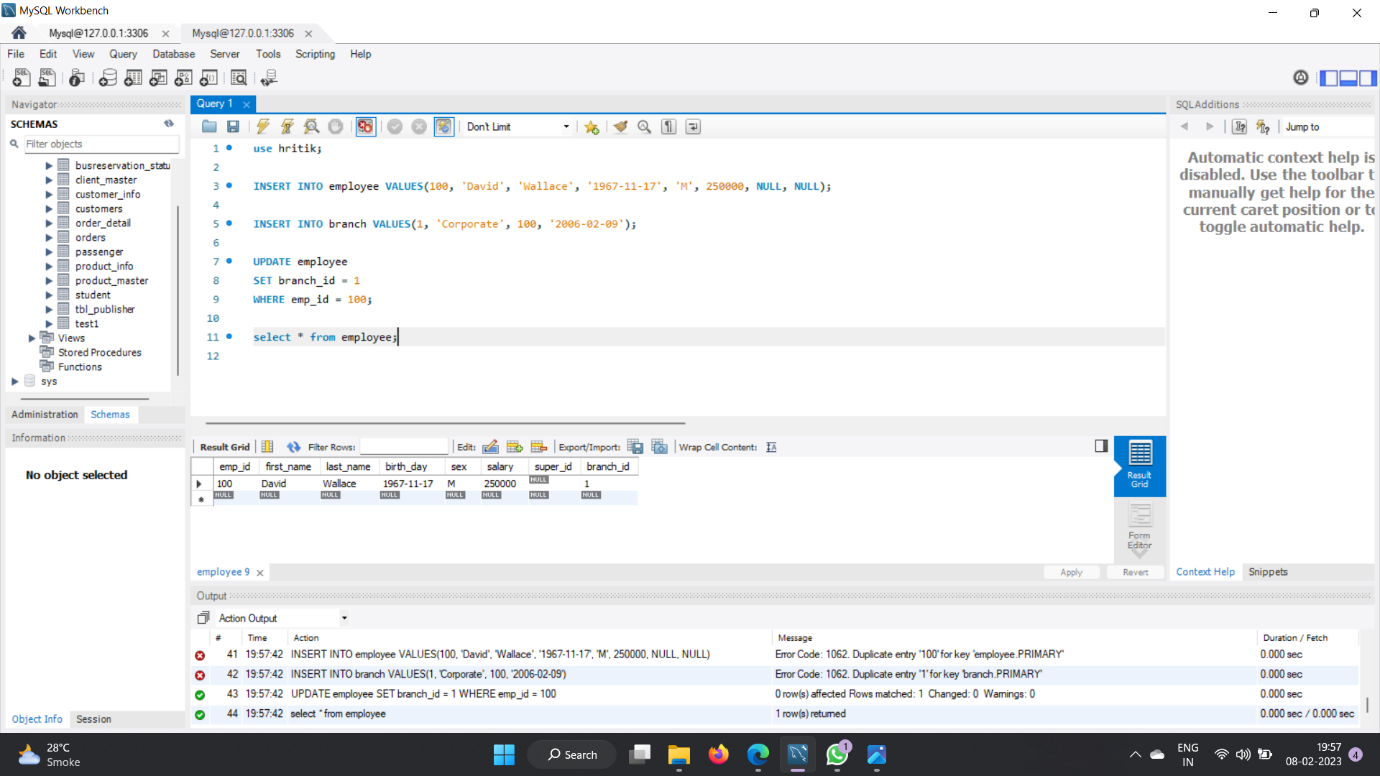 MySQL Workbench
Mysql@127.0.0.1:3306 Mysql@127.0.0.1:3306
File Edit View Query Database Server Tools Scripting Help
Navigator
SCHEMAS
Filter objects
busreservation_statu
client_master
customer_info
customers
order_detail
orders
passenger
product_info
product_master
student
tbl_publisher
test1
Views
Stored Procedures
Functions
sys
Administration Schemas
Information
No object selected
Object Info Session
Query 1
Don't Limit
1 use hritik;
2
3 INSERT INTO employee VALUES(100, 'David', 'Wallace', '1967-11-17', 'M', 250000, NULL, NULL);
4
5 INSERT INTO branch VALUES(1, 'Corporate', 100, '2006-02-09');
6
7 UPDATE employee
8 SET branch_id = 1
9 WHERE emp_id = 100;
10
11 select * from employee;
12
Result Grid Filter Rows: Edit: Export/Import: Wrap Cell Content:
emp_id first_name last_name birth_day sex salary super_id branch_id
100 David Wallace 1967-11-17 M 250000 NULL 1
NULL NULL NULL NULL NULL NULL NULL NULL
Result
Grid
Form
Editor
employee 9 Apply Revert
SQLAdditions
Jump to
Automatic context help is
disabled. Use the toolbar t
manually get help for the
current caret position or to
toggle automatic help.
Context Help Snippets
Output
Action Output
# Time Action Message Duration / Fetch
41 19:57:42 INSERT INTO employee VALUES(100, 'David', 'Wallace', '1967-11-17', 'M', 250000, NULL, NULL) Error Code: 1062. Duplicate entry '100' for key 'employee.PRIMARY' 0.000 sec
42 19:57:42 INSERT INTO branch VALUES(1, 'Corporate', 100, '2006-02-09') Error Code: 1062. Duplicate entry '1' for key 'branch.PRIMARY' 0.000 sec
43 19:57:42 UPDATE employee SET branch_id = 1 WHERE emp_id = 100 0 row(s) affected Rows matched: 1 Changed: 0 Warnings: 0 0.000 sec
44 19:57:42 select * from employee 1 row(s) returned 0.000 sec / 0.000 sec
28°C
Smoke
Search
1
ENG
IN
19:57
08-02-2023
4